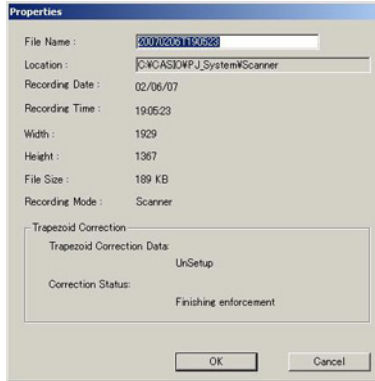 Properties
File Name : 20070206T190523
Location : C:¥CASIO¥PJ_System¥Scanner
Recording Date : 02/06/07
Recording Time : 19:05:23
Width : 1929
Height : 1367
File Size : 189 KB
Recording Mode : Scanner
Trapezoid Correction
Trapezoid Correction Data:
UnSetup
Correction Status:
Finishing enforcement
OK Cancel